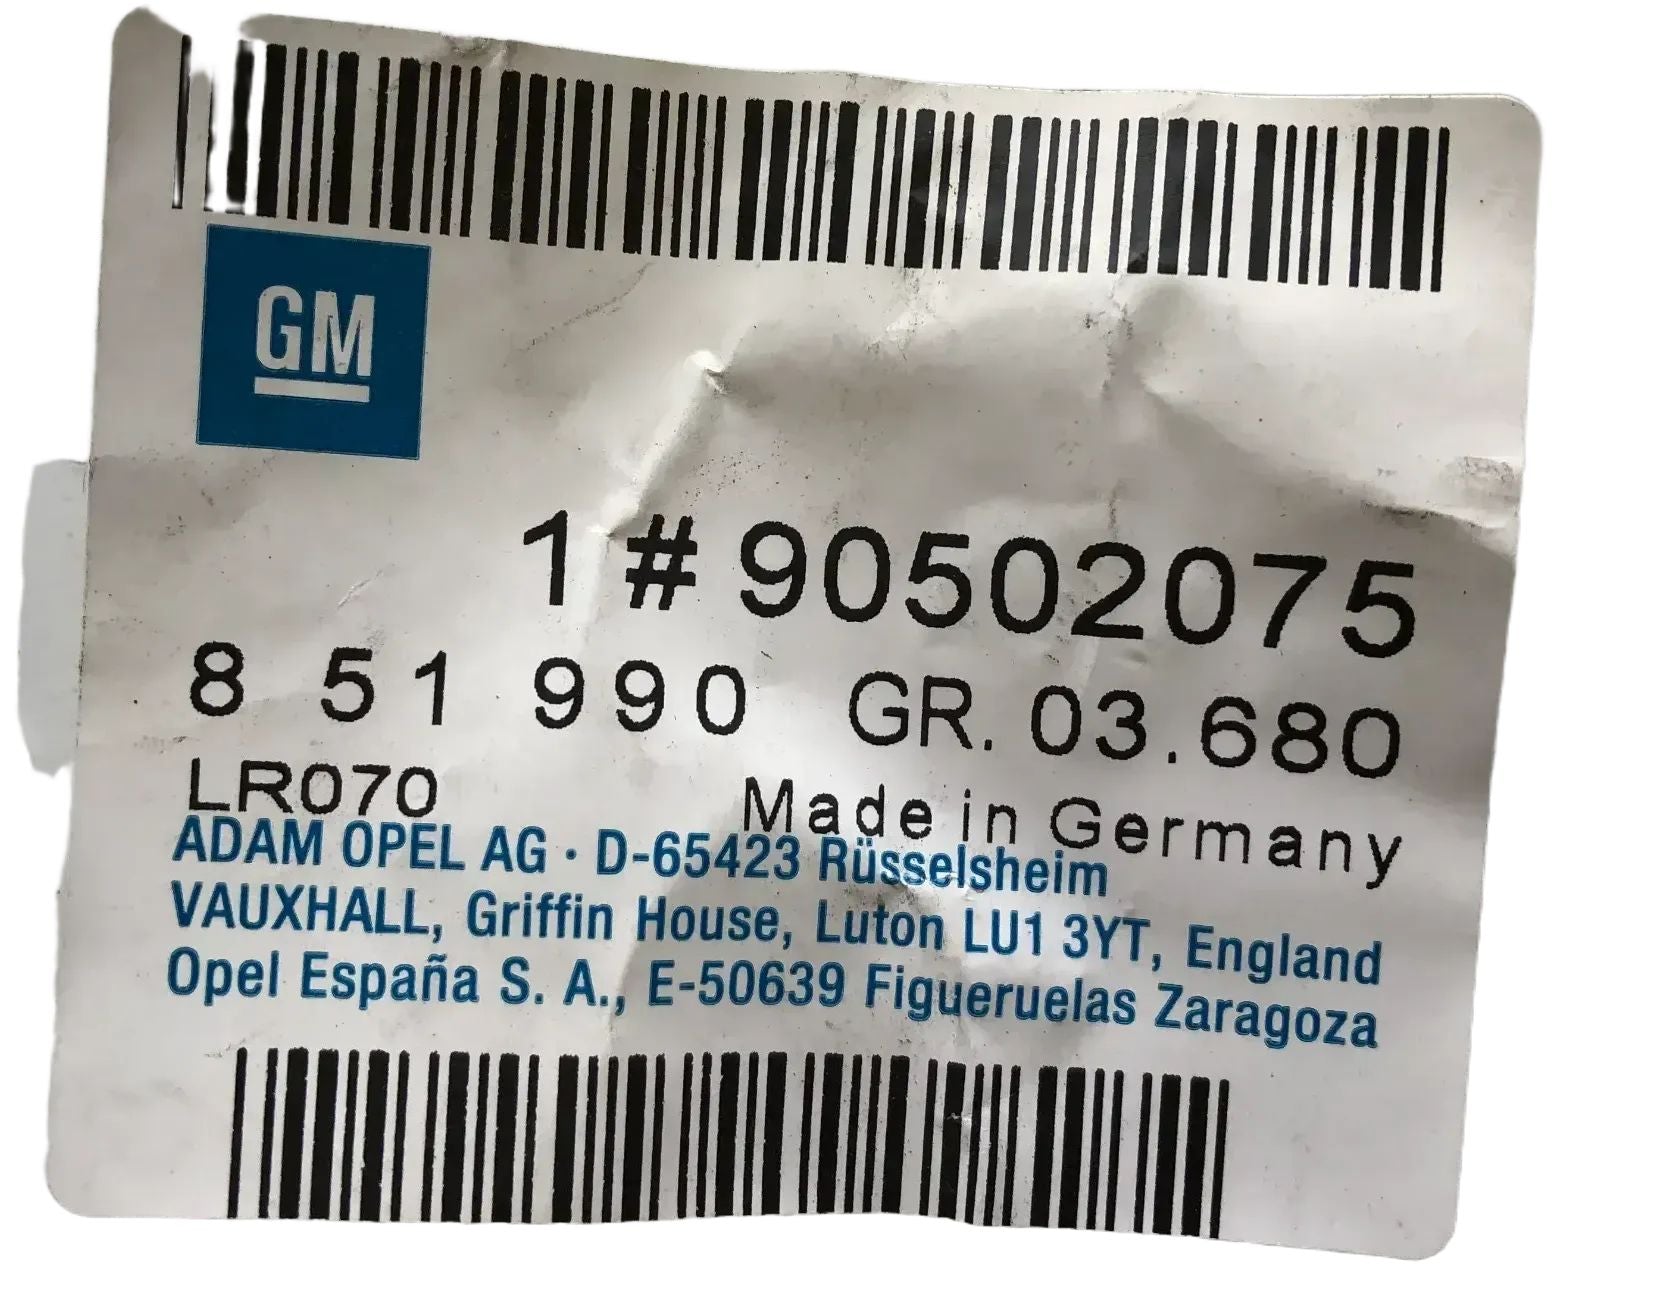 GM
1 # 90502075
8 51 990 GR. 03.680
LR070 Made in Germany
ADAM OPEL AG · D-65423 Rüsselsheim
VAUXHALL, Griffin House, Luton LU1 3YT, England
Opel España S. A., E-50639 Figueruelas Zaragoza